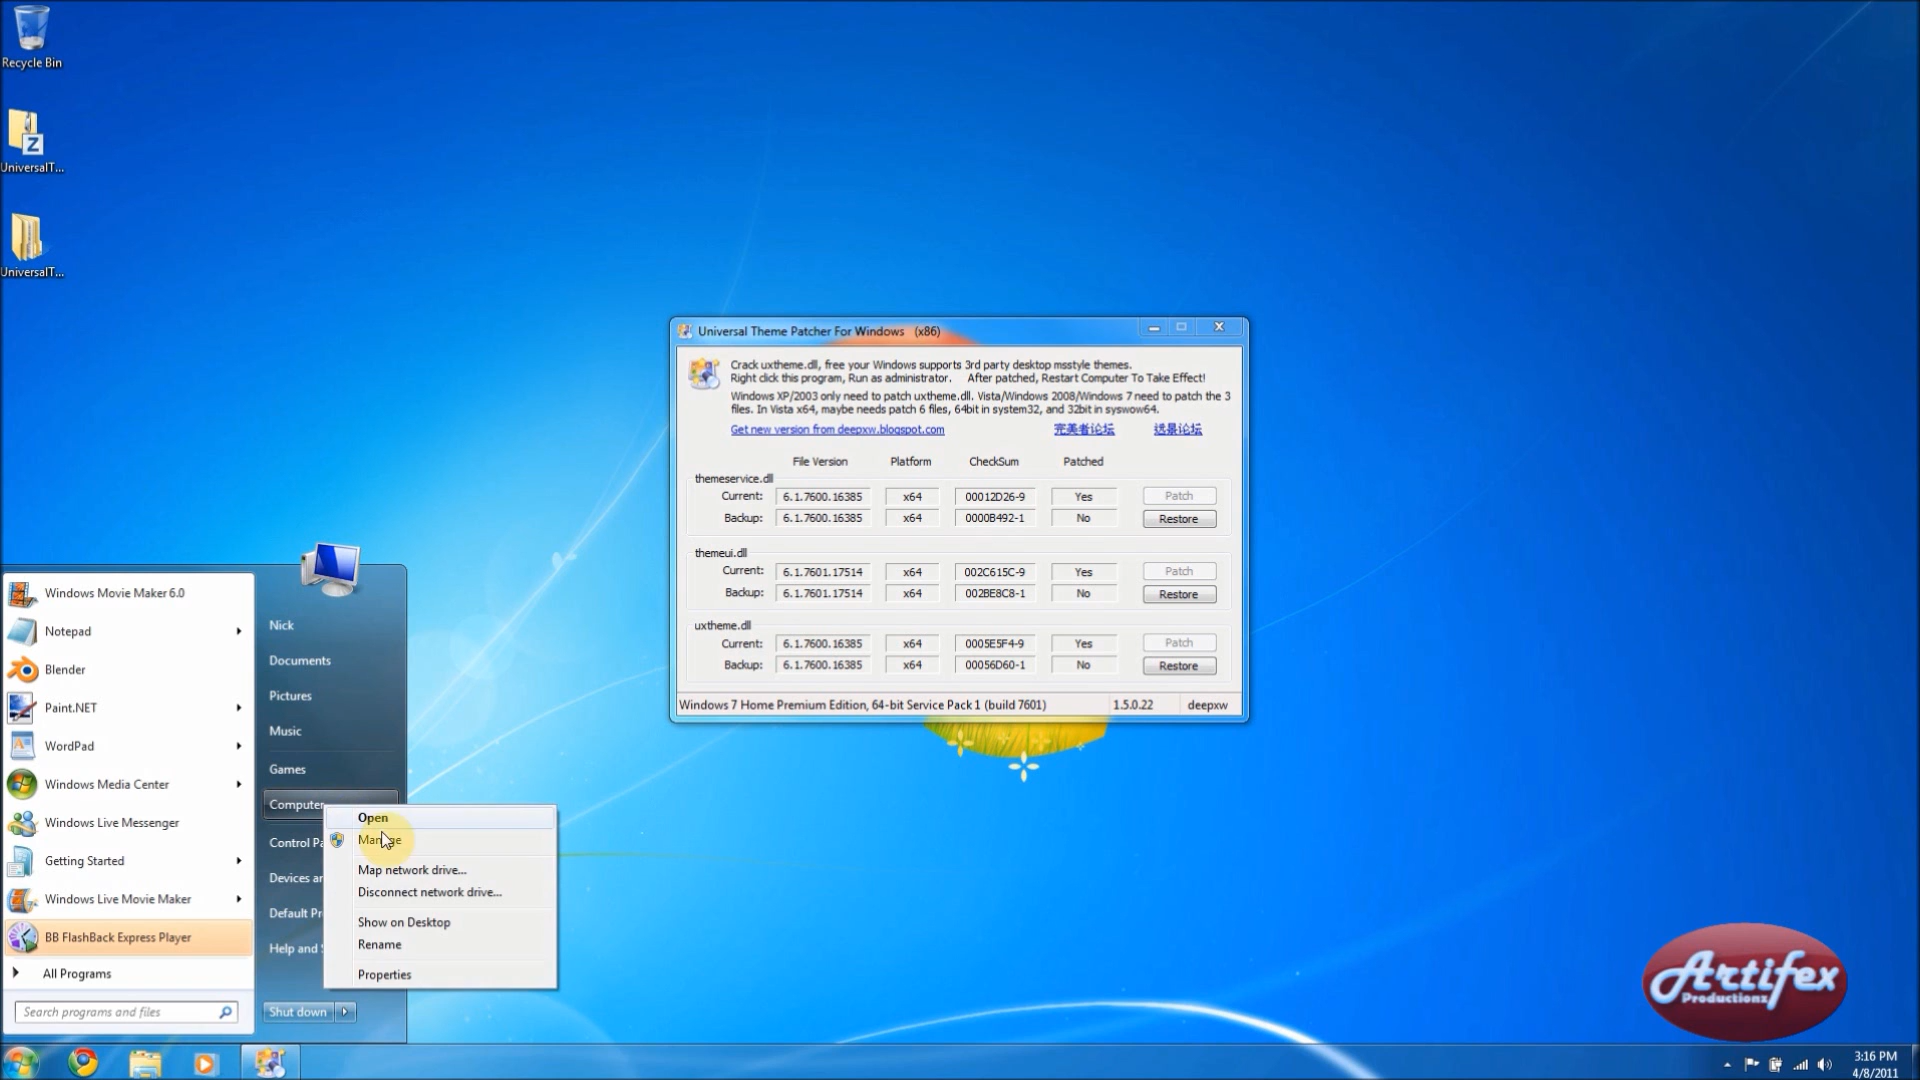 Recycle Bin
UniversalT...
UniversalT...
Universal Theme Patcher For Windows (x86)
Crack uxtheme.dll, free your Windows supports 3rd party desktop msstyle themes.
Right click this program, Run as administrator. After patched, Restart Computer To Take Effect!
Windows XP/2003 only need to patch uxtheme.dll. Vista/Windows 2008/Windows 7 need to patch the 3
files. In Vista x64, maybe needs patch 6 files, 64bit in system32, and 32bit in syswow64.
Get new version from deepxw.blogspot.com 完美者论坛 远景论坛
File Version Platform CheckSum Patched
themeservice.dll
Current: 6.1.7600.16385 x64 00012D26-9 Yes Patch
Backup: 6.1.7600.16385 x64 0000B492-1 No Restore
themeui.dll
Current: 6.1.7601.17514 x64 002C615C-9 Yes Patch
Backup: 6.1.7601.17514 x64 002BE8C8-1 No Restore
uxtheme.dll
Current: 6.1.7600.16385 x64 0005E5F4-9 Yes Patch
Backup: 6.1.7600.16385 x64 00056D60-1 No Restore
Windows 7 Home Premium Edition, 64-bit Service Pack 1 (build 7601) 1.5.0.22 deepxw
Windows Movie Maker 6.0
Notepad
Blender
Paint.NET
WordPad
Windows Media Center
Windows Live Messenger
Getting Started
Windows Live Movie Maker
BB FlashBack Express Player
All Programs
Search programs and files
Nick
Documents
Pictures
Music
Games
Computer
Control Pa
Devices an
Default Pr
Help and S
Shut down
Open
Manage
Map network drive...
Disconnect network drive...
Show on Desktop
Rename
Properties
Artifex
Productionz
3:16 PM
4/8/2011